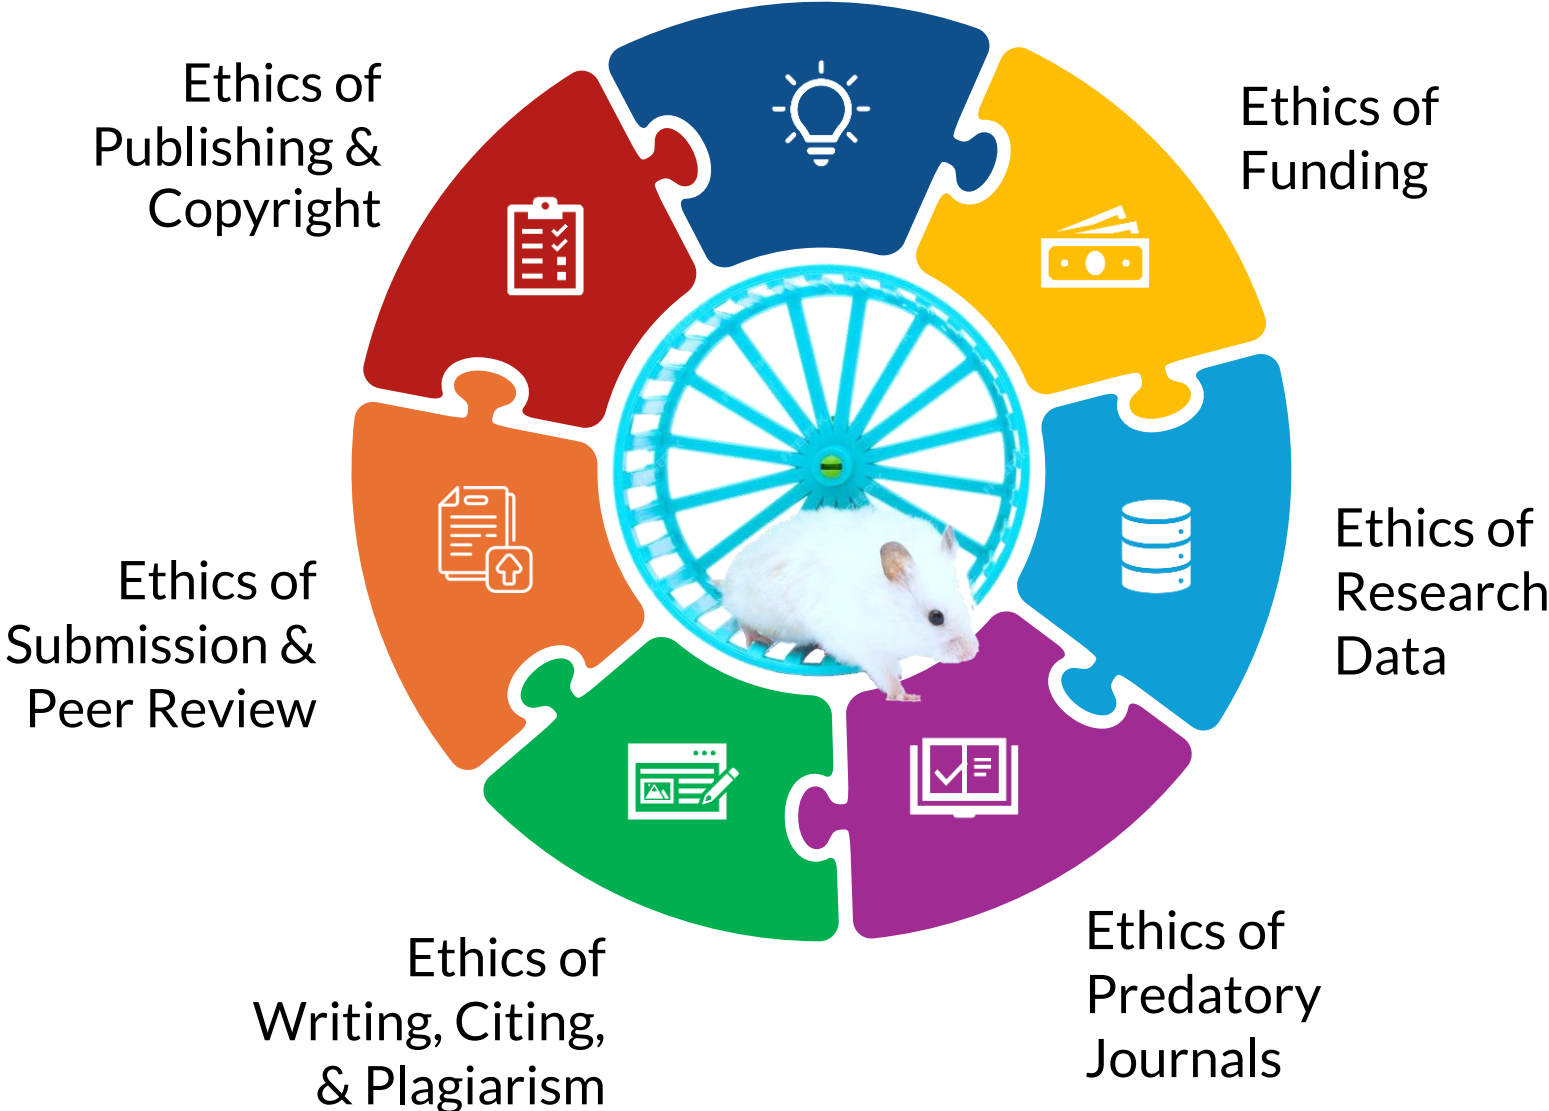 Ethics of
Publishing &
Copyright
Ethics of
Funding
Ethics of
Research
Data
Ethics of
Predatory
Journals
Ethics of
Writing, Citing,
& Plagiarism
Ethics of
Submission &
Peer Review